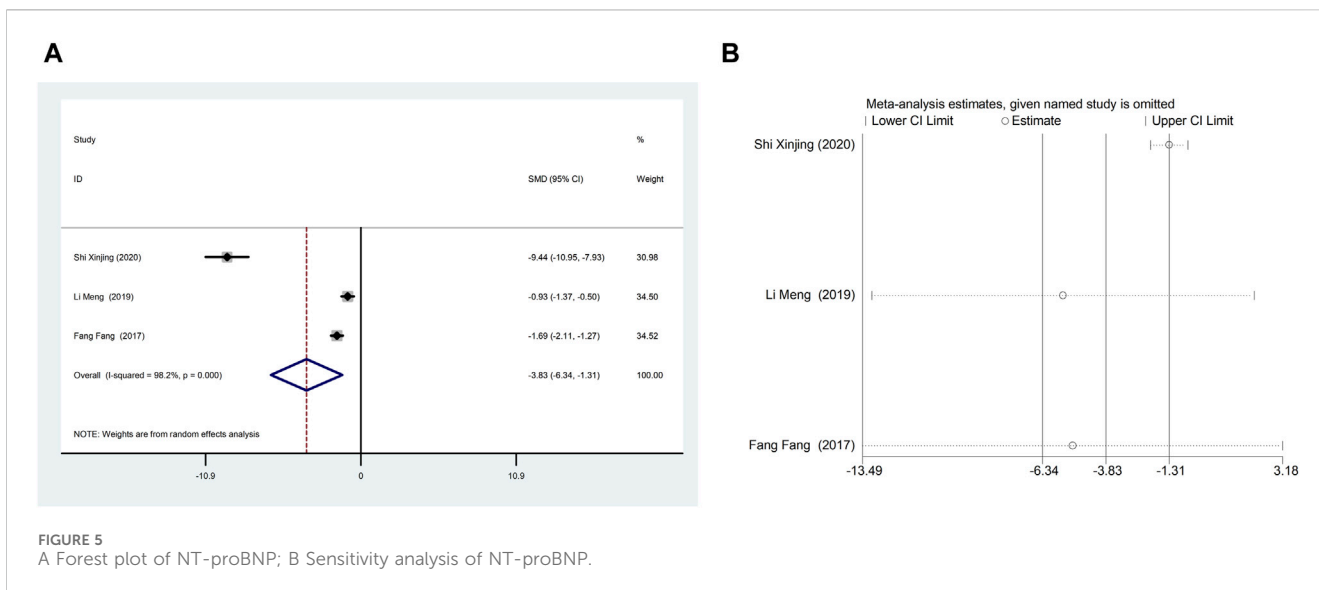 A
Study %
ID SMD (95% CI) Weight
Shi Xinjing (2020) -9.44 (-10.95, -7.93) 30.98
Li Meng (2019) -0.93 (-1.37, -0.50) 34.50
Fang Fang (2017) -1.69 (-2.11, -1.27) 34.52
Overall (I-squared = 98.2%, p = 0.000) -3.83 (-6.34, -1.31) 100.00
NOTE: Weights are from random effects analysis
-10.9 0 10.9
B
Meta-analysis estimates, given named study is omitted
Lower CI Limit Estimate Upper CI Limit
Shi Xinjing (2020)
Li Meng (2019)
Fang Fang (2017)
-13.49 -6.34 -3.83 -1.31 3.18
FIGURE 5
A Forest plot of NT-proBNP; B Sensitivity analysis of NT-proBNP.